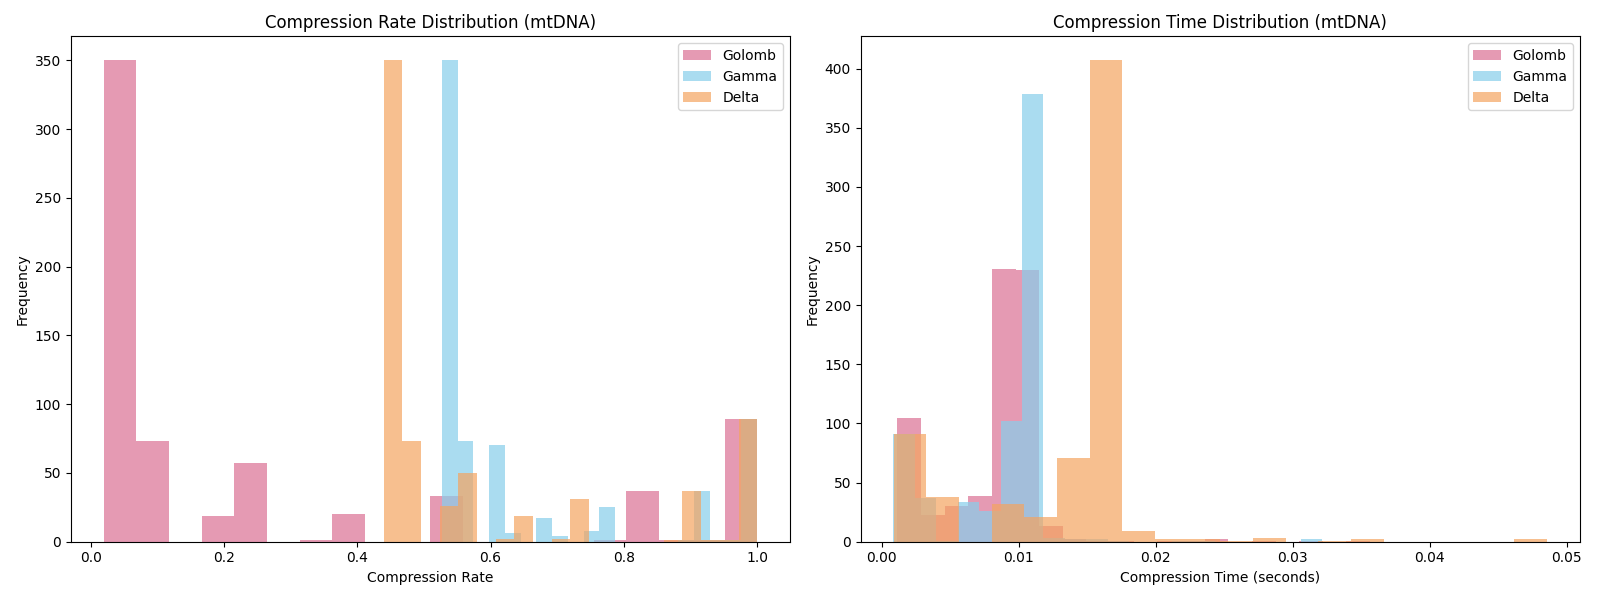 Compression Rate Distribution (mtDNA)
Golomb
Gamma
Delta
350
300
250
200
150
100
50
0
Frequency
0.0 0.2 0.4 0.6 0.8 1.0
Compression Rate
Compression Time Distribution (mtDNA)
Golomb
Gamma
Delta
400
350
300
250
200
150
100
50
0
Frequency
0.00 0.01 0.02 0.03 0.04 0.05
Compression Time (seconds)